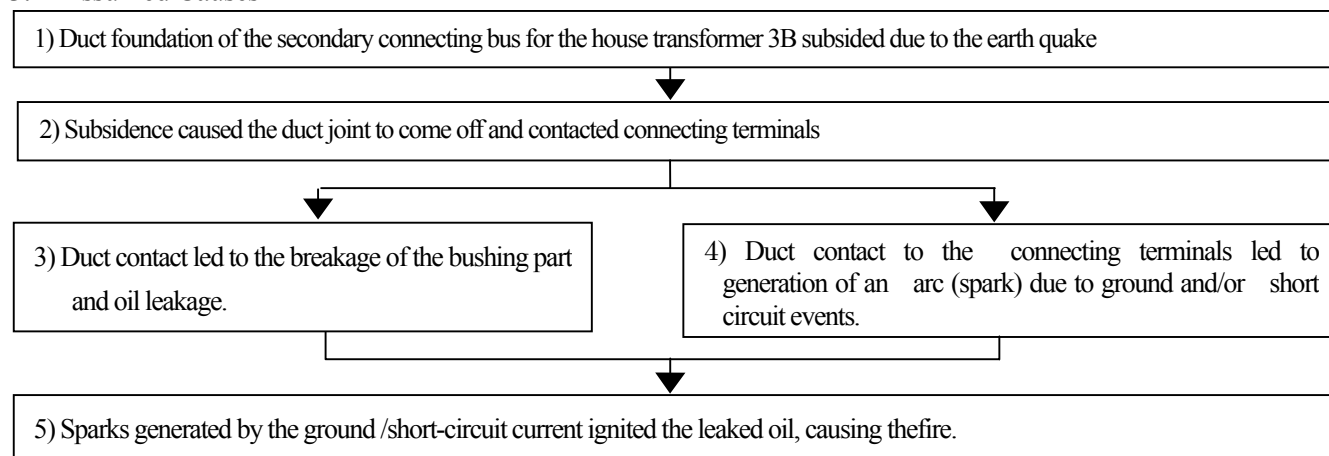 1) Duct foundation of the secondary connecting bus for the house transformer 3B subsided due to the earth quake
2) Subsidence caused the duct joint to come off and contacted connecting terminals
3) Duct contact led to the breakage of the bushing part
and oil leakage.
4) Duct contact to the connecting terminals led to
generation of an arc (spark) due to ground and/or short
circuit events.
5) Sparks generated by the ground /short-circuit current ignited the leaked oil, causing thefire.